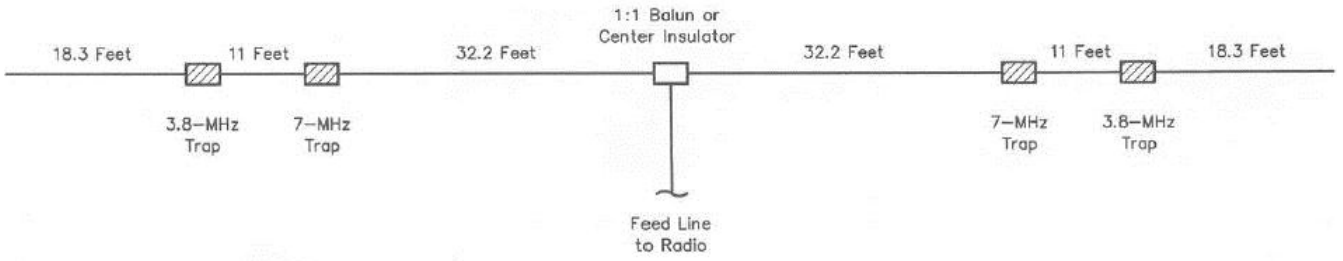 1:1 Balun or
Center Insulator
18.3 Feet
11 Feet
32.2 Feet
32.2 Feet
11 Feet
18.3 Feet
3.8-MHz
Trap
7-MHz
Trap
7-MHz
Trap
3.8-MHz
Trap
Feed Line
to Radio